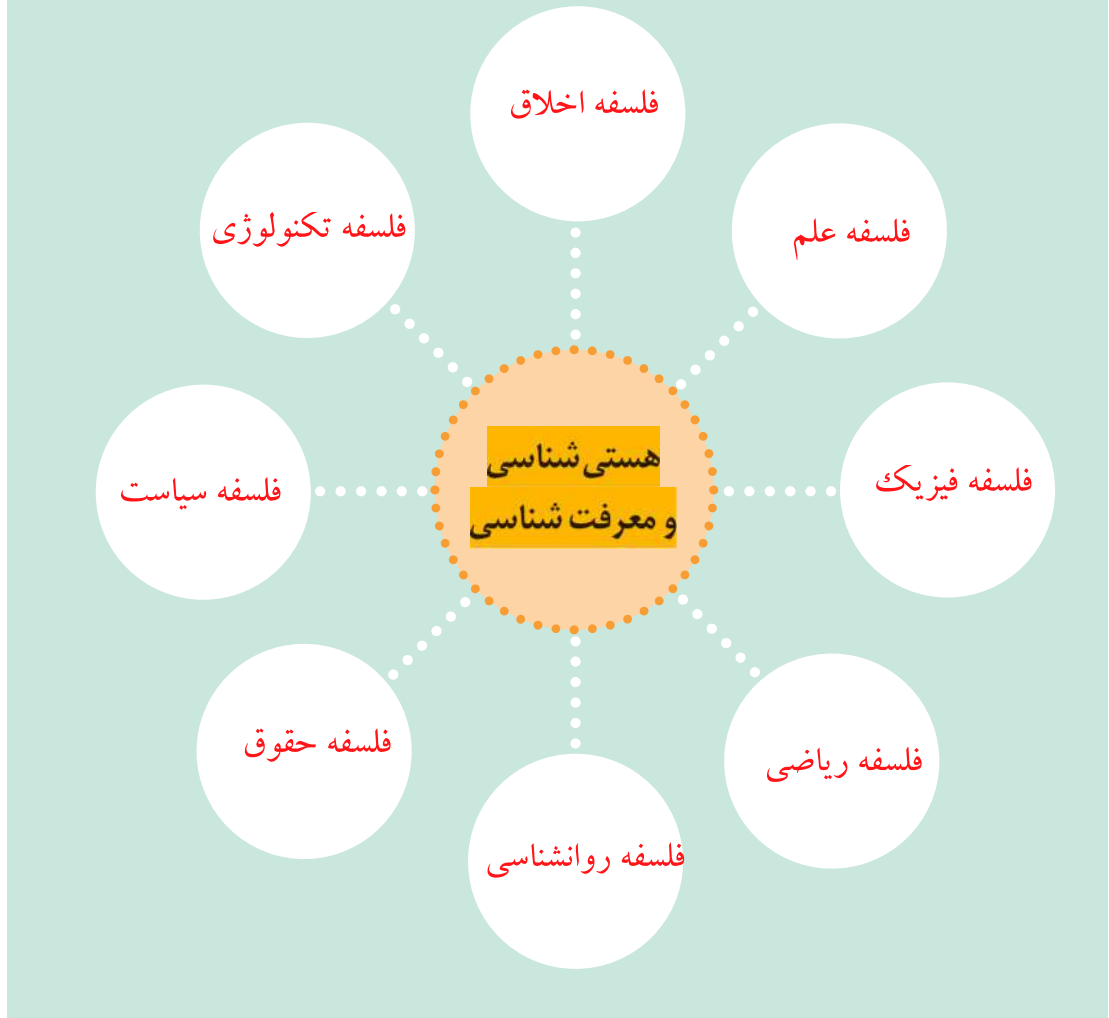 فلسفه اخلاق
فلسفه علم
فلسفه تکنولوژی
فلسفه فیزیک
هستی شناسی
و معرفت شناسی
فلسفه سیاست
فلسفه ریاضی
فلسفه حقوق
فلسفه روانشناسی